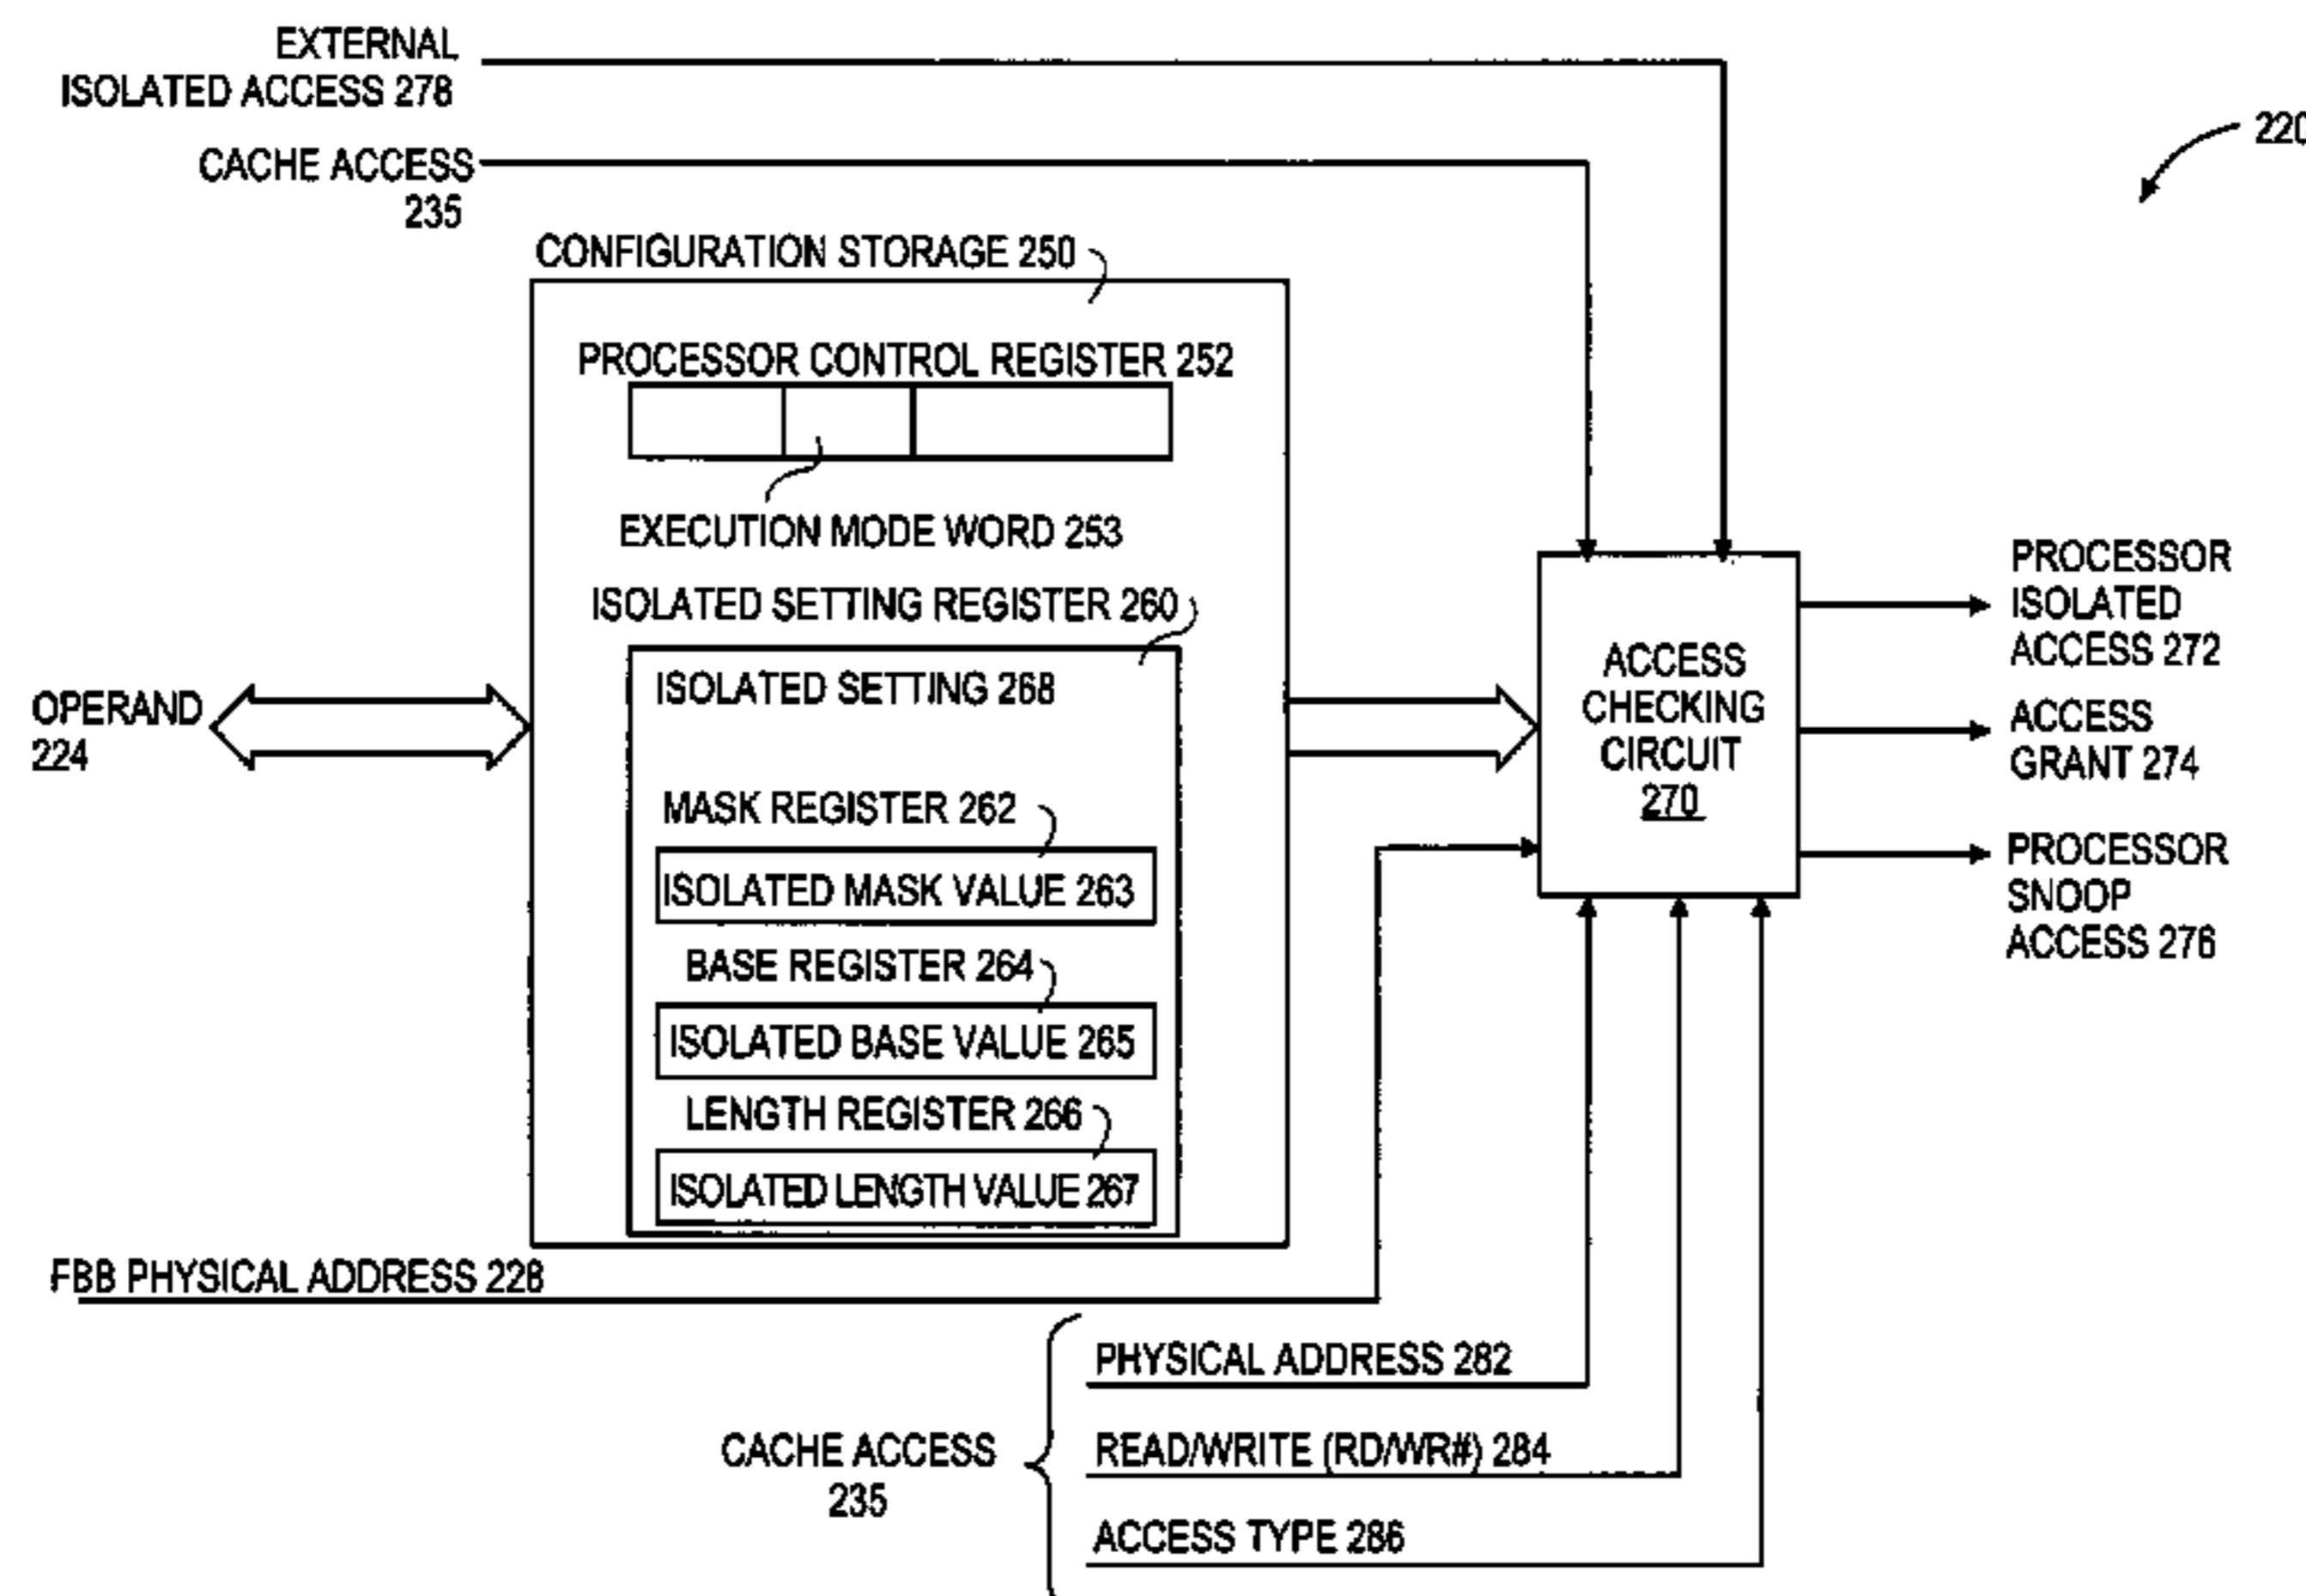 EXTERNAL
ISOLATED ACCESS 278
220
CACHE ACCESS
235
CONFIGURATION STORAGE 250
PROCESSOR CONTROL REGISTER 252
EXECUTION MODE WORD 253
ISOLATED SETTING REGISTER 260
ISOLATED SETTING 268
MASK REGISTER 262
ISOLATED MASK VALUE 263
BASE REGISTER 264
ISOLATED BASE VALUE 265
LENGTH REGISTER 266
ISOLATED LENGTH VALUE 267
OPERAND
224
ACCESS
CHECKING
CIRCUIT
270
PROCESSOR
ISOLATED
ACCESS 272
ACCESS
GRANT 274
PROCESSOR
SNOOP
ACCESS 276
FBB PHYSICAL ADDRESS 228
CACHE ACCESS
235
PHYSICAL ADDRESS 282
READ/WRITE (RD/WR#) 284
ACCESS TYPE 286